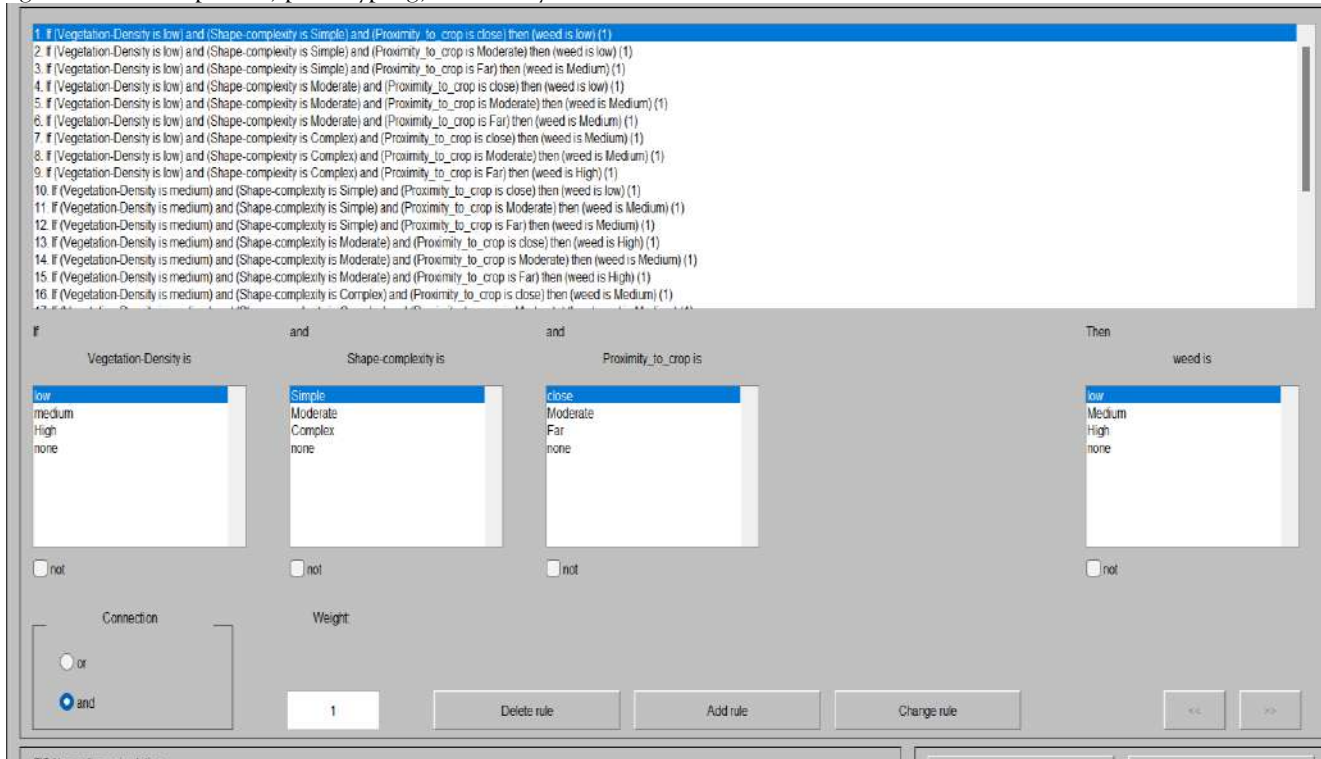 1. If (Vegetation-Density is low) and (Shape-complexity is Simple) and (Proximity_to_crop is close) then (weed is low) (1)
2. If (Vegetation-Density is low) and (Shape-complexity is Simple) and (Proximity_to_crop is Moderate) then (weed is low) (1)
3. If (Vegetation-Density is low) and (Shape-complexity is Simple) and (Proximity_to_crop is Far) then (weed is Medium) (1)
4. If (Vegetation-Density is low) and (Shape-complexity is Moderate) and (Proximity_to_crop is close) then (weed is low) (1)
5. If (Vegetation-Density is low) and (Shape-complexity is Moderate) and (Proximity_to_crop is Moderate) then (weed is Medium) (1)
6. If (Vegetation-Density is low) and (Shape-complexity is Moderate) and (Proximity_to_crop is Far) then (weed is Medium) (1)
7. If (Vegetation-Density is low) and (Shape-complexity is Complex) and (Proximity_to_crop is close) then (weed is Medium) (1)
8. If (Vegetation-Density is low) and (Shape-complexity is Complex) and (Proximity_to_crop is Moderate) then (weed is Medium) (1)
9. If (Vegetation-Density is low) and (Shape-complexity is Complex) and (Proximity_to_crop is Far) then (weed is High) (1)
10. If (Vegetation-Density is medium) and (Shape-complexity is Simple) and (Proximity_to_crop is close) then (weed is low) (1)
11. If (Vegetation-Density is medium) and (Shape-complexity is Simple) and (Proximity_to_crop is Moderate) then (weed is Medium) (1)
12. If (Vegetation-Density is medium) and (Shape-complexity is Simple) and (Proximity_to_crop is Far) then (weed is Medium) (1)
13. If (Vegetation-Density is medium) and (Shape-complexity is Moderate) and (Proximity_to_crop is close) then (weed is High) (1)
14. If (Vegetation-Density is medium) and (Shape-complexity is Moderate) and (Proximity_to_crop is Moderate) then (weed is Medium) (1)
15. If (Vegetation-Density is medium) and (Shape-complexity is Moderate) and (Proximity_to_crop is Far) then (weed is High) (1)
16. If (Vegetation-Density is medium) and (Shape-complexity is Complex) and (Proximity_to_crop is close) then (weed is Medium) (1)
If and and Then
Vegetation-Density is Shape-complexity is Proximity_to_crop is weed is
low Simple close low
medium Moderate Moderate Medium
High Complex Far High
none none none none
not not not not
Connection Weight:
or
and 1 Delete rule Add rule Change rule << >>